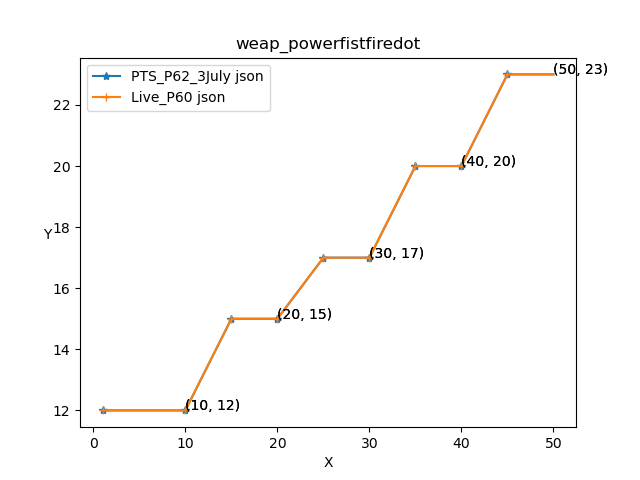 weap_powerfistfiredot
PTS_P62_3July json
Live_P60 json
(50, 23)
(40, 20)
(30, 17)
(20, 15)
(10, 12)
22
20
18
16
14
12
Y
0 10 20 30 40 50
X